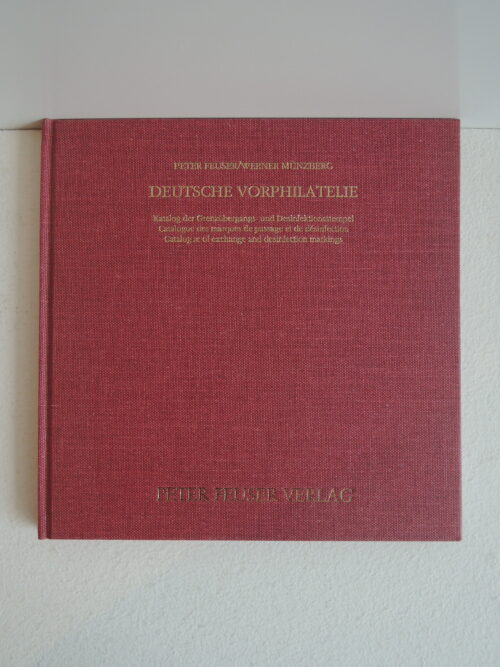 PETER FEUSER/WERNER MÜNZBERG
DEUTSCHE VORPHILATELIE
Katalog der Grenzübergangs- und Desinfektionsstempel
Catalogue des marques de passage et de désinfection
Catalogue of exchange and desinfection markings
PETER FEUSER VERLAG